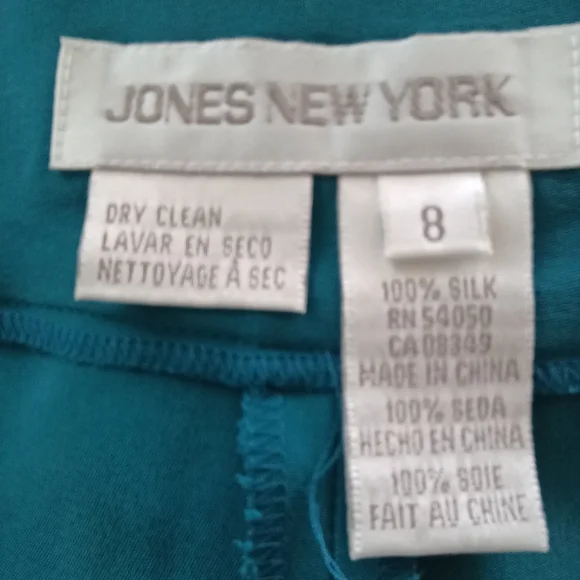 JONES NEW YORK
DRY CLEAN
LAVAR EN SECO
NETTOYAGE À SEC
8
100% SILK
RN 54050
CA 08349
MADE IN CHINA
100% SEDA
HECHO EN CHINA
100% SOIE
FAIT AU CHINE